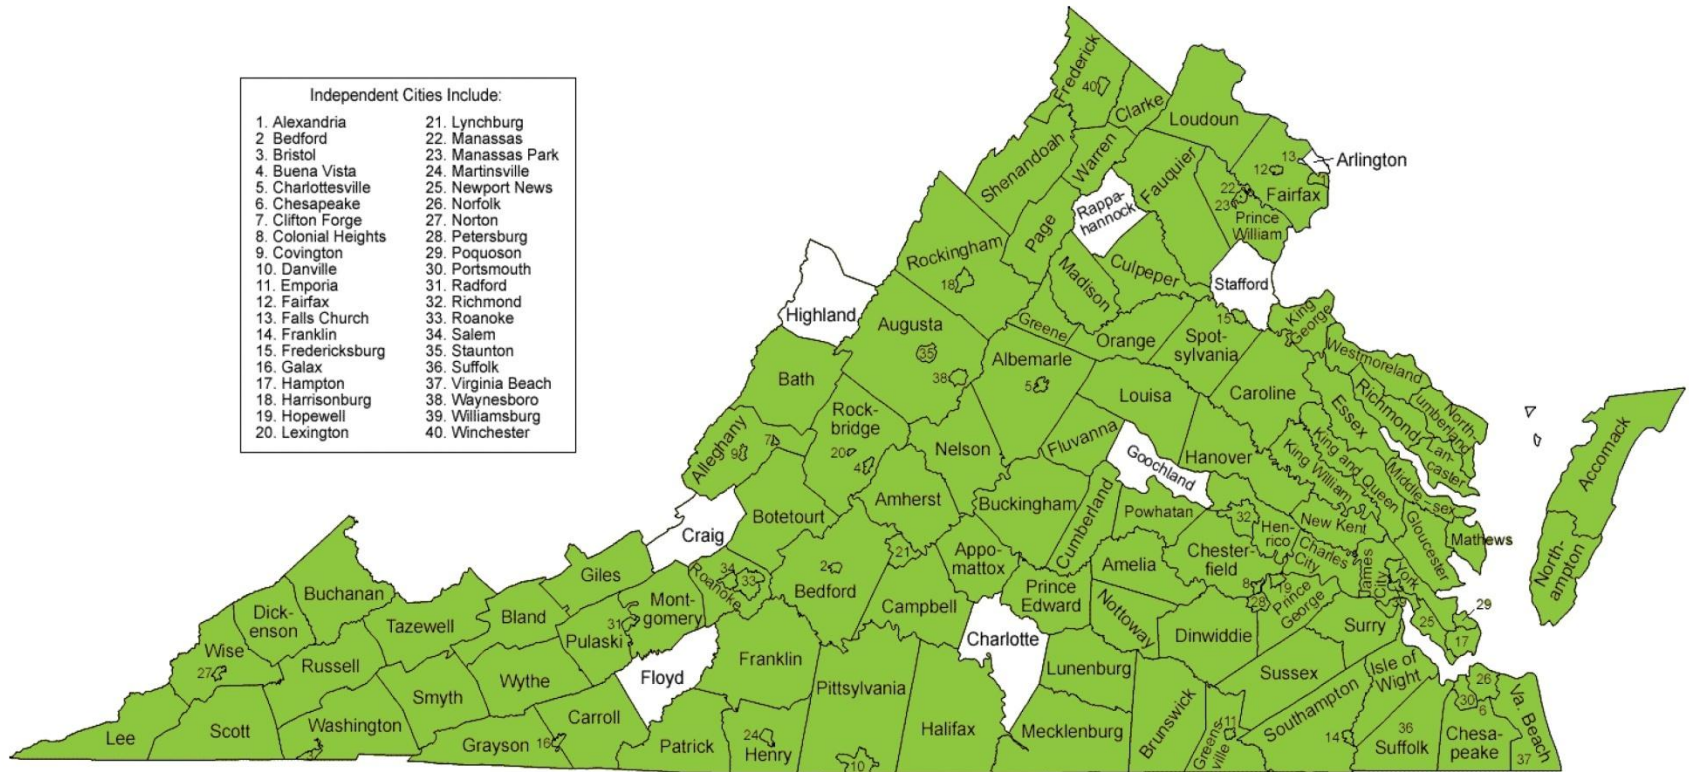 Independent Cities Include:
1. Alexandria
2 Bedford
3. Bristol
4. Buena Vista
5. Charlottesville
6. Chesapeake
7. Clifton Forge
8. Colonial Heights
9. Covington
10. Danville
11. Emporia
12. Fairfax
13. Falls Church
14. Franklin
15. Fredericksburg
16. Galax
17. Hampton
18. Harrisonburg
19. Hopewell
20. Lexington
21. Lynchburg
22. Manassas
23. Manassas Park
24. Martinsville
25. Newport News
26. Norfolk
27. Norton
28. Petersburg
29. Poquoson
30. Portsmouth
31. Radford
32. Richmond
33. Roanoke
34. Salem
35. Staunton
36. Suffolk
37. Virginia Beach
38. Waynesboro
39. Williamsburg
40. Winchester
Frederick
40
Clarke
Loudoun
Shenandoah
Warren
Fauquier
13
Arlington
12
1
Fairfax
22
23
Prince
William
Rappa-
hannock
Page
Rockingham
18
Madison
Culpeper
Stafford
Highland
Augusta
35
38
Greene
Orange
15
Spot-
sylvania
King
George
Westmoreland
Albemarle
5
Bath
Louisa
Caroline
Essex
Richmond
North-
umberland
Lan-
caster
Accomack
Rock-
bridge
20
4
Alleghany
9
7
Nelson
Fluvanna
Goochland
Hanover
King William
King and Queen
Middle-
sex
Amherst
Buckingham
Cumberland
Powhatan
32
Hen-
rico
New Kent
Gloucester
Mathews
Craig
Botetourt
21
Appo-
mattox
Amelia
Chester-
field
Charles
City
James
City
York
North-
ampton
Giles
Roanoke
34
33
2
Bedford
Campbell
Prince
Edward
Nottoway
8
19
28
Prince
George
39
29
25
17
Buchanan
Dick-
enson
Tazewell
Bland
Pulaski
31
Mont-
gomery
Wise
27
Russell
Smyth
Wythe
Floyd
Franklin
Charlotte
Lunenburg
Dinwiddie
Surry
Sussex
Isle of
Wight
Southampton
26
30
6
Va. Beach
37
Lee
Scott
Washington
3
Grayson
16
Carroll
Patrick
24
Henry
Pittsylvania
10
Halifax
Mecklenburg
Brunswick
Greens-
ville
11
14
36
Suffolk
Chesa-
peake